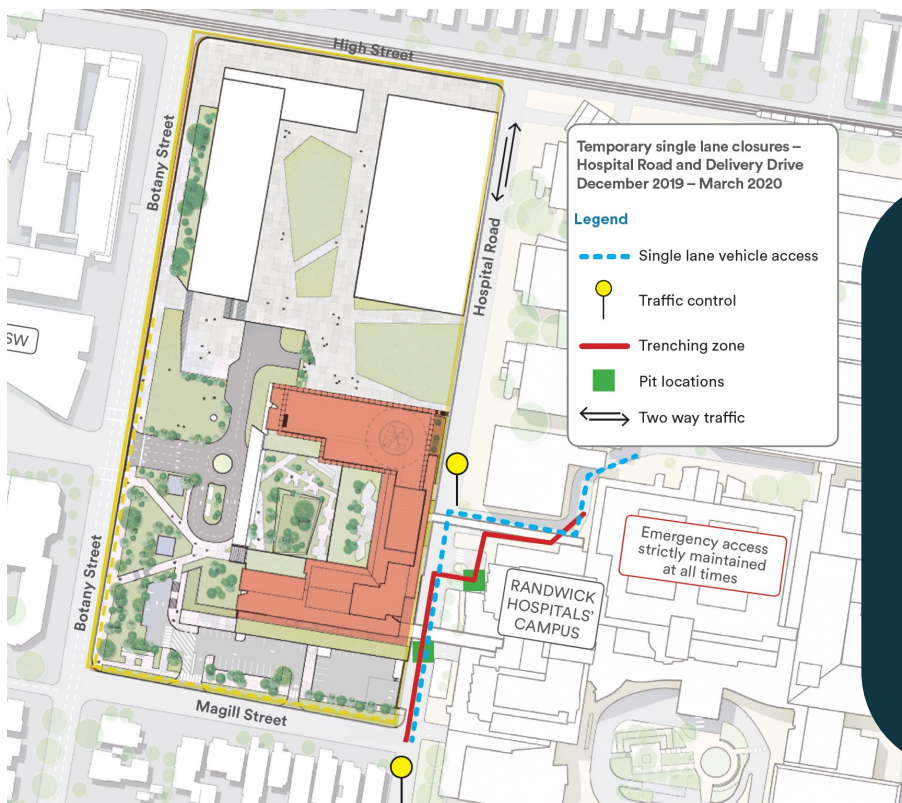 High Street
Botany Street
Hospital Road
Temporary single lane closures –
Hospital Road and Delivery Drive
December 2019 – March 2020
Legend
Single lane vehicle access
Traffic control
Trenching zone
Pit locations
Two way traffic
SW
Emergency access
strictly maintained
at all times
RANDWICK
HOSPITALS’
CAMPUS
Botany Street
Magill Street